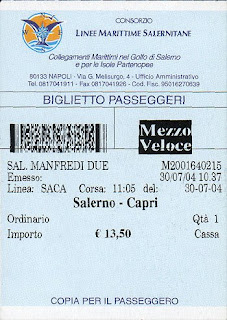 CONSORZIO
LINEE MARITTIME SALERNITANE
Collegamenti Marittimi nel Golfo di Salerno
e per le Isole Partenopee
80133 NAPOLI - Via G. Melisurgo, 4 - Ufficio Amministrativo
Tel. 0817041911 - Fax 0817041926 - Cod. Fisc. 95016270639
BIGLIETTO PASSEGGERI
Mezzo
Veloce
SAL. MANFREDI DUE M2001640215
Emesso: 30/07/04 10.37
Linea: SACA Corsa: 11:05 del: 30-07-04
Salerno - Capri
Ordinario Qtà 1
Importo € 13,50 Cassa
COPIA PER IL PASSEGGERO